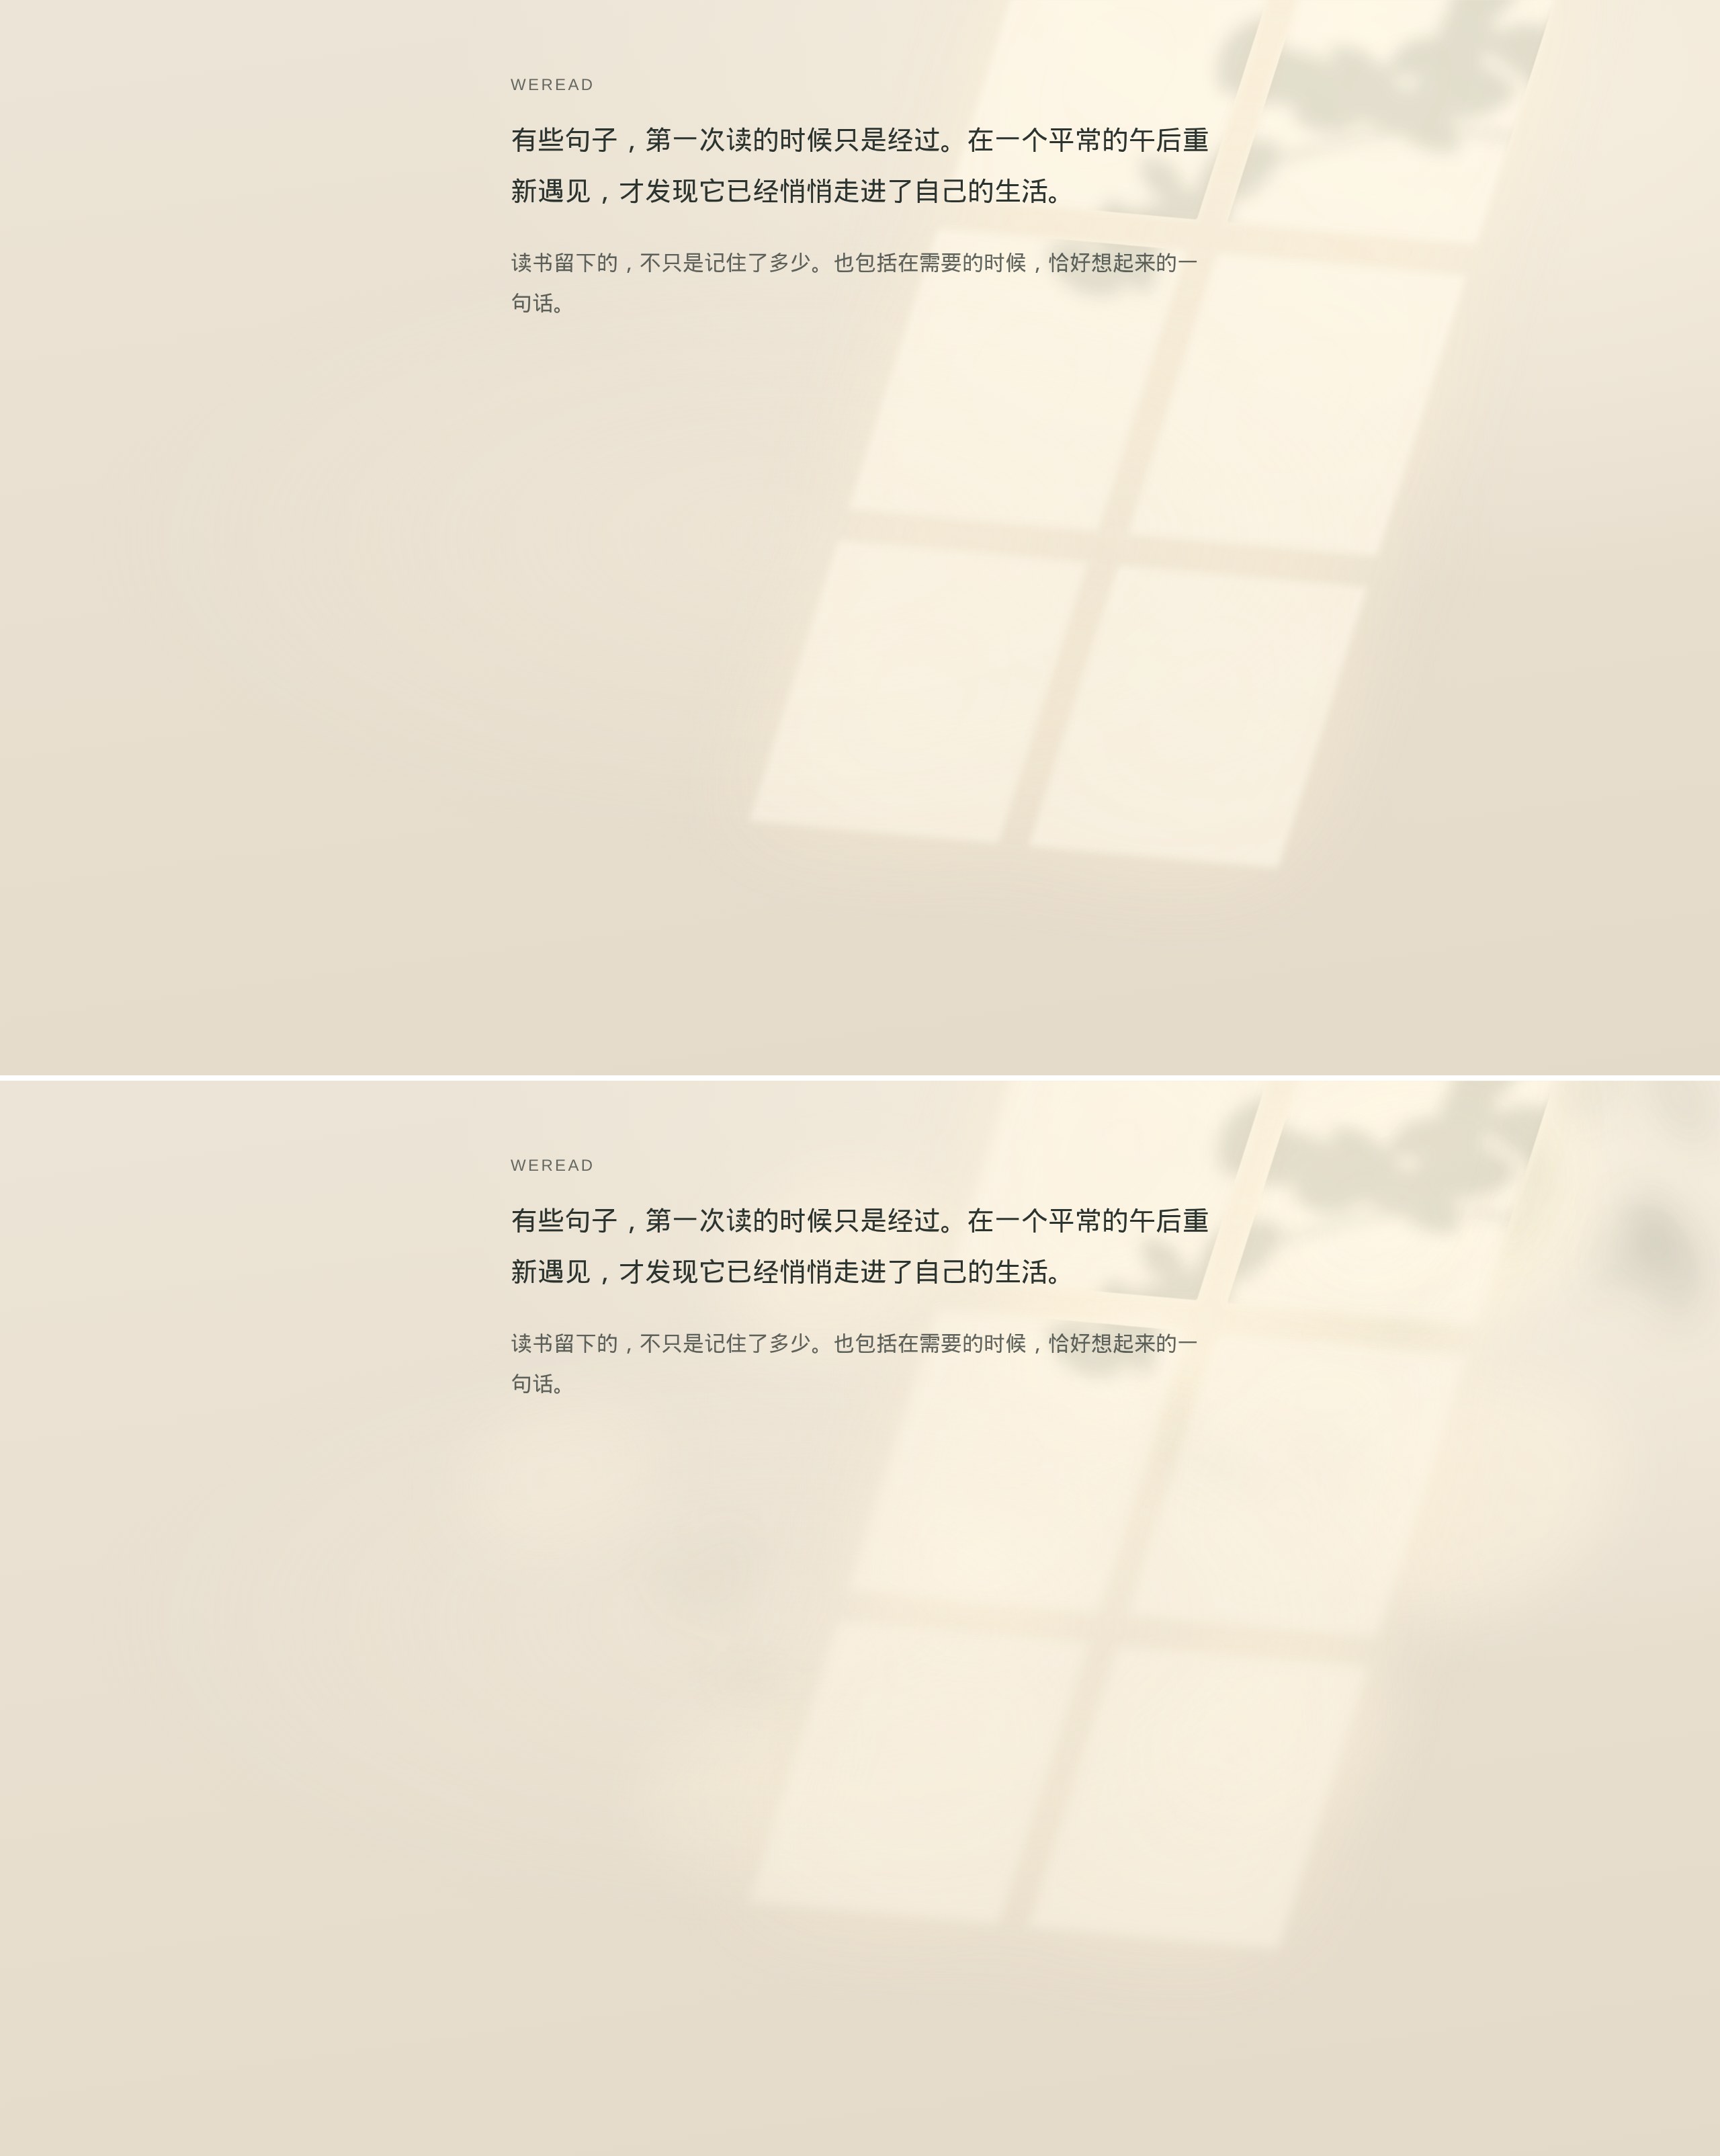 WEREAD
有些句子，第一次读的时候只是经过。在一个平常的午后重
新遇见，才发现它已经悄悄走进了自己的生活。
读书留下的，不只是记住了多少。也包括在需要的时候，恰好想起来的一
句话。
WEREAD
有些句子，第一次读的时候只是经过。在一个平常的午后重
新遇见，才发现它已经悄悄走进了自己的生活。
读书留下的，不只是记住了多少。也包括在需要的时候，恰好想起来的一
句话。